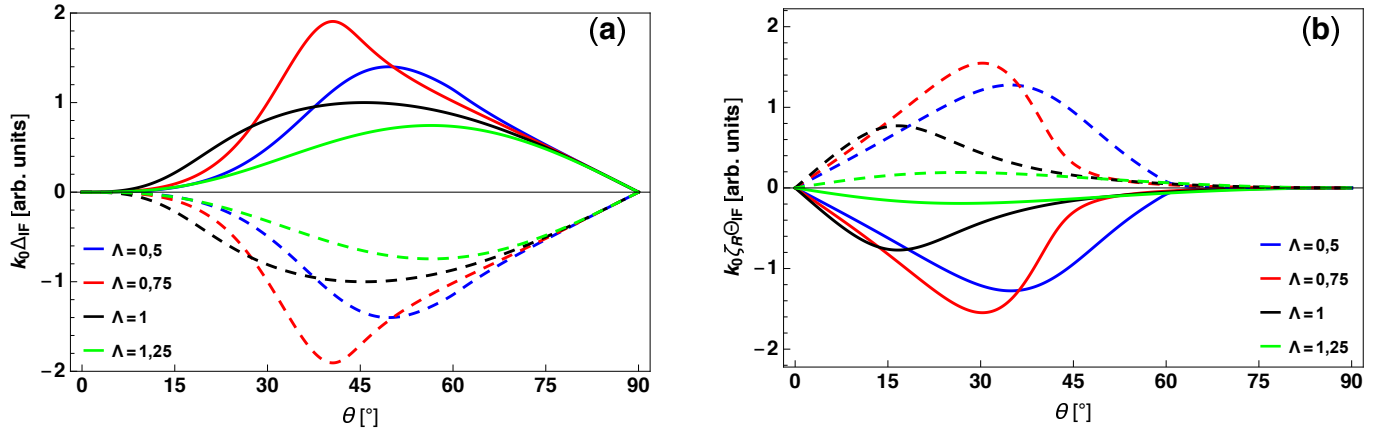 (a)
2
1
0
-1
-2
k₀Δ_IF [arb. units]
Λ = 0,5
Λ = 0,75
Λ = 1
Λ = 1,25
0 15 30 45 60 75 90
θ [°]
(b)
2
1
0
-1
-2
k₀ζ_RΘ_IF [arb. units]
Λ = 0,5
Λ = 0,75
Λ = 1
Λ = 1,25
0 15 30 45 60 75 90
θ [°]